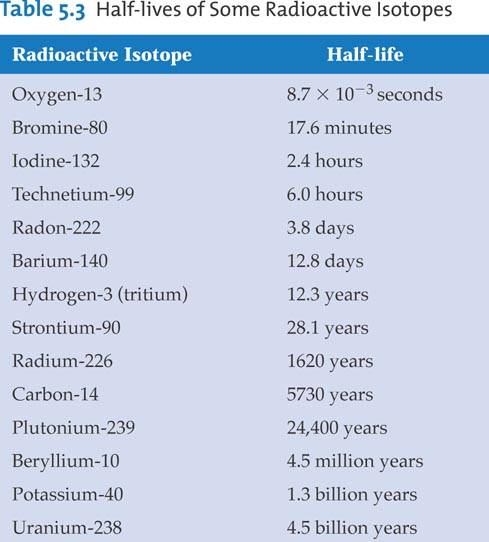 Table 5.3 Half-lives of Some Radioactive Isotopes
Radioactive Isotope Half-life
Oxygen-13 8.7 × 10⁻³ seconds
Bromine-80 17.6 minutes
Iodine-132 2.4 hours
Technetium-99 6.0 hours
Radon-222 3.8 days
Barium-140 12.8 days
Hydrogen-3 (tritium) 12.3 years
Strontium-90 28.1 years
Radium-226 1620 years
Carbon-14 5730 years
Plutonium-239 24,400 years
Beryllium-10 4.5 million years
Potassium-40 1.3 billion years
Uranium-238 4.5 billion years